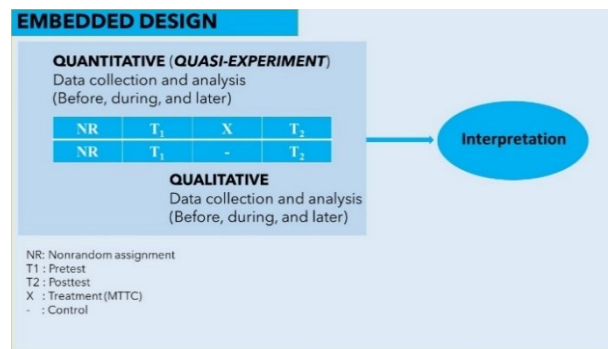 EMBEDDED DESIGN
QUANTITATIVE (QUASI-EXPERIMENT)
Data collection and analysis
(Before, during, and later)
NR T₁ X T₂
NR T₁ - T₂
QUALITATIVE
Data collection and analysis
(Before, during, and later)
Interpretation
NR: Nonrandom assignment
T1 : Pretest
T2 : Posttest
X : Treatment (MTTC)
- : Control